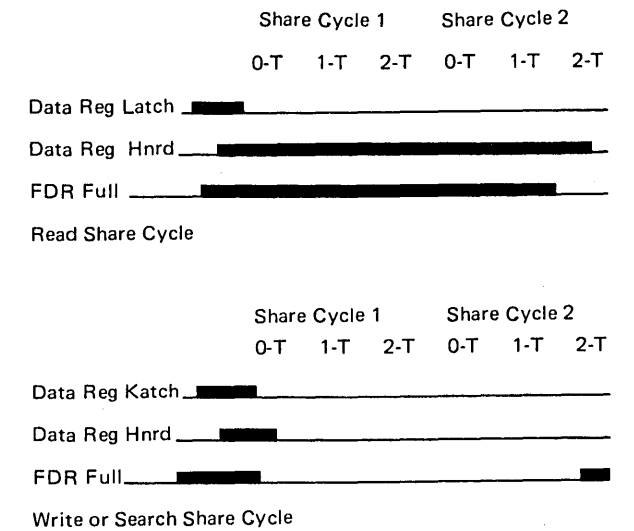 Share Cycle 1 Share Cycle 2
0-T 1-T 2-T 0-T 1-T 2-T
Data Reg Latch
Data Reg Hnrd
FDR Full
Read Share Cycle
Share Cycle 1 Share Cycle 2
0-T 1-T 2-T 0-T 1-T 2-T
Data Reg Katch
Data Reg Hnrd
FDR Full
Write or Search Share Cycle